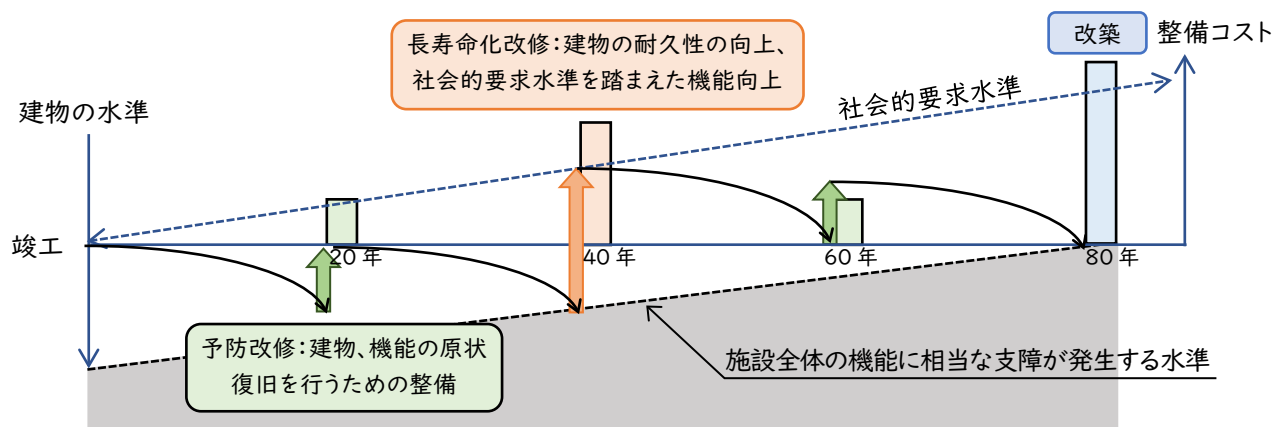 改築
整備コスト
長寿命化改修：建物の耐久性の向上、
社会的要求水準を踏まえた機能向上
社会的要求水準
建物の水準
竣工
20 年
40 年
60 年
80 年
予防改修：建物、機能の原状
復旧を行うための整備
施設全体の機能に相当な支障が発生する水準